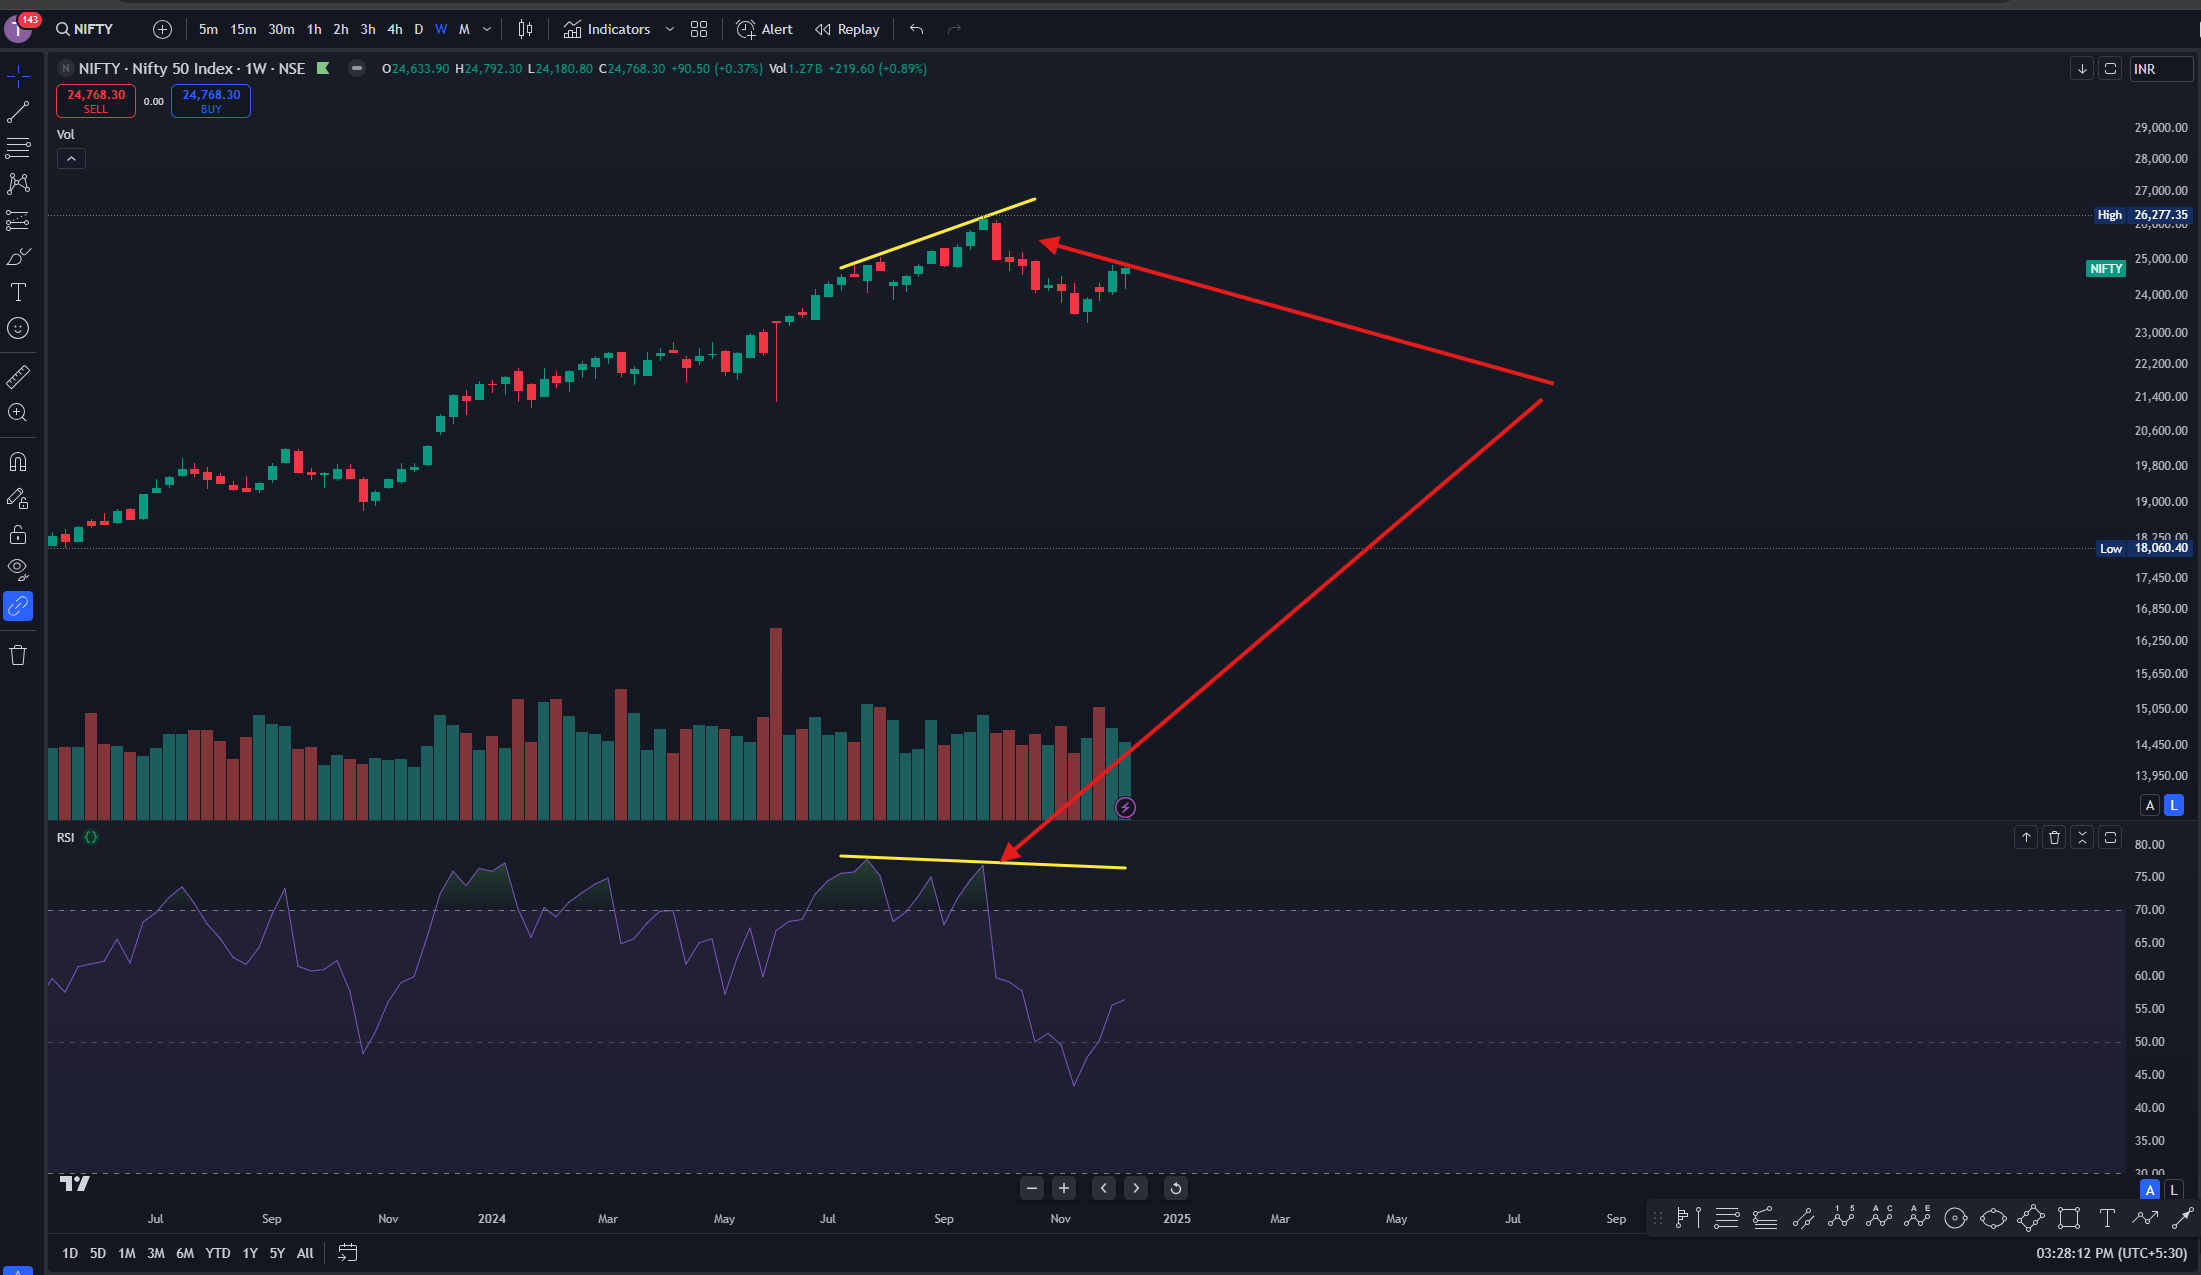 143
NIFTY 5m 15m 30m 1h 2h 3h 4h D W M Indicators Alert Replay
N NIFTY · Nifty 50 Index · 1W · NSE O24,633.90 H24,792.30 L24,180.80 C24,768.30 +90.50 (+0.37%) Vol1.27B +219.60 (+0.89%) INR
24,768.30 SELL
0.00
24,768.30 BUY
Vol
29,000.00
28,000.00
27,000.00
High 26,277.35
26,000.00
25,000.00
NIFTY
24,000.00
23,000.00
22,200.00
21,400.00
20,600.00
19,800.00
19,000.00
18,250.00
Low 18,060.40
17,450.00
16,850.00
16,250.00
15,650.00
15,050.00
14,450.00
13,950.00
A L
RSI
80.00
75.00
70.00
65.00
60.00
55.00
50.00
45.00
40.00
35.00
30.00
A L
Jul Sep Nov 2024 Mar May Jul Sep Nov 2025 Mar May Jul Sep
1D 5D 1M 3M 6M YTD 1Y 5Y All 03:28:12 PM (UTC+5:30)